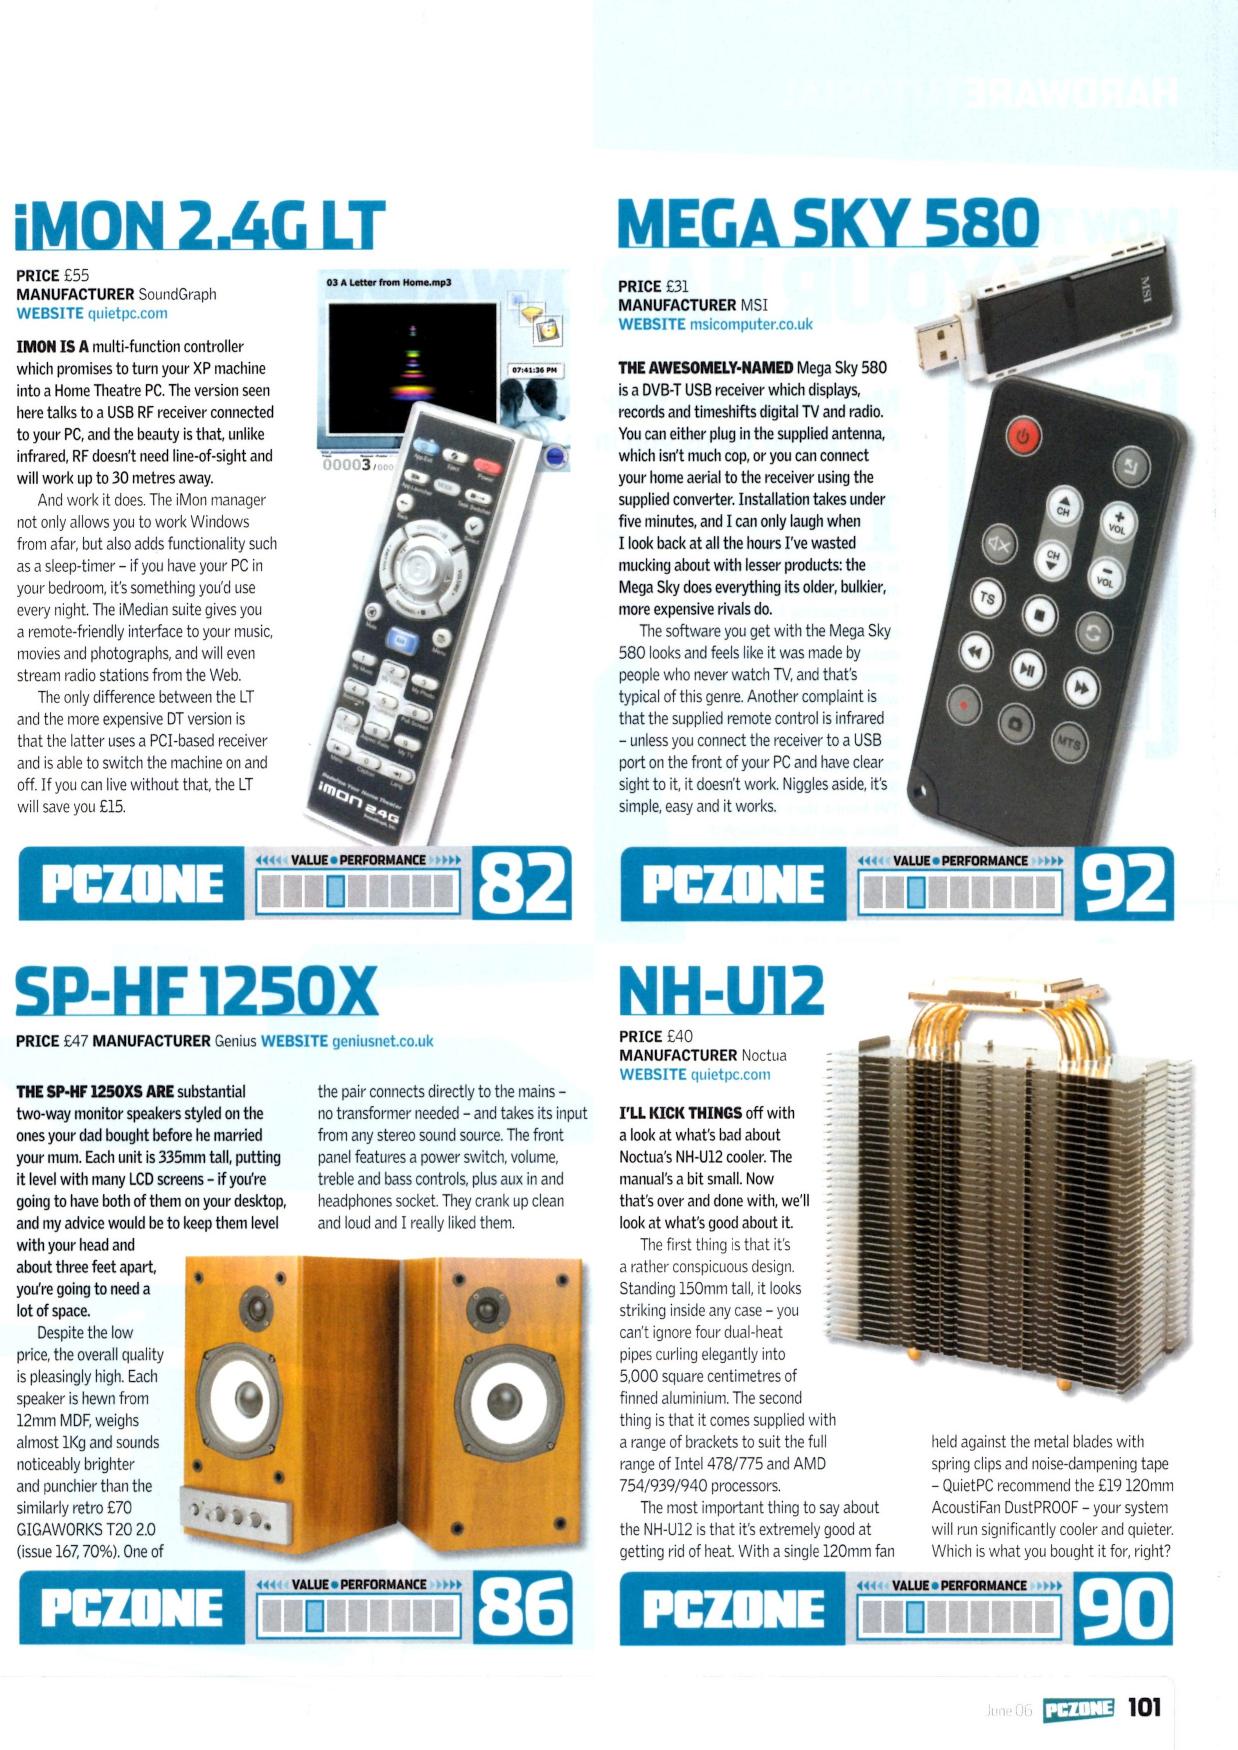 iMON 2.4G LT
PRICE £55
MANUFACTURER SoundGraph
WEBSITE quietpc.com
IMON IS A multi-function controller
which promises to turn your XP machine
into a Home Theatre PC. The version seen
here talks to a USB RF receiver connected
to your PC, and the beauty is that, unlike
infrared, RF doesn't need line-of-sight and
will work up to 30 metres away.
And work it does. The iMon manager
not only allows you to work Windows
from afar, but also adds functionality such
as a sleep-timer – if you have your PC in
your bedroom, it's something you'd use
every night. The iMedian suite gives you
a remote-friendly interface to your music,
movies and photographs, and will even
stream radio stations from the Web.
The only difference between the LT
and the more expensive DT version is
that the latter uses a PCI-based receiver
and is able to switch the machine on and
off. If you can live without that, the LT
will save you £15.
03 A Letter from Home.mp3
07:41:36 PM
00003/000
iMON 2.4G
PCZONE
VALUE PERFORMANCE
82
MEGA SKY 580
PRICE £31
MANUFACTURER MSI
WEBSITE msicomputer.co.uk
THE AWESOMELY-NAMED Mega Sky 580
is a DVB-T USB receiver which displays,
records and timeshifts digital TV and radio.
You can either plug in the supplied antenna,
which isn't much cop, or you can connect
your home aerial to the receiver using the
supplied converter. Installation takes under
five minutes, and I can only laugh when
I look back at all the hours I've wasted
mucking about with lesser products: the
Mega Sky does everything its older, bulkier,
more expensive rivals do.
The software you get with the Mega Sky
580 looks and feels like it was made by
people who never watch TV, and that's
typical of this genre. Another complaint is
that the supplied remote control is infrared
– unless you connect the receiver to a USB
port on the front of your PC and have clear
sight to it, it doesn't work. Niggles aside, it's
simple, easy and it works.
MSI
CH
VOL
CH
VOL
TS
MTS
PCZONE
VALUE PERFORMANCE
92
SP-HF 1250X
PRICE £47 MANUFACTURER Genius WEBSITE geniusnet.co.uk
THE SP-HF 1250XS ARE substantial
two-way monitor speakers styled on the
ones your dad bought before he married
your mum. Each unit is 335mm tall, putting
it level with many LCD screens – if you're
going to have both of them on your desktop,
and my advice would be to keep them level
with your head and
about three feet apart,
you're going to need a
lot of space.
Despite the low
price, the overall quality
is pleasingly high. Each
speaker is hewn from
12mm MDF, weighs
almost 1Kg and sounds
noticeably brighter
and punchier than the
similarly retro £70
GIGAWORKS T20 2.0
(issue 167, 70%). One of
the pair connects directly to the mains –
no transformer needed – and takes its input
from any stereo sound source. The front
panel features a power switch, volume,
treble and bass controls, plus aux in and
headphones socket. They crank up clean
and loud and I really liked them.
PCZONE
VALUE PERFORMANCE
86
NH-U12
PRICE £40
MANUFACTURER Noctua
WEBSITE quietpc.com
I'LL KICK THINGS off with
a look at what's bad about
Noctua's NH-U12 cooler. The
manual's a bit small. Now
that's over and done with, we'll
look at what's good about it.
The first thing is that it's
a rather conspicuous design.
Standing 150mm tall, it looks
striking inside any case – you
can't ignore four dual-heat
pipes curling elegantly into
5,000 square centimetres of
finned aluminium. The second
thing is that it comes supplied with
a range of brackets to suit the full
range of Intel 478/775 and AMD
754/939/940 processors.
The most important thing to say about
the NH-U12 is that it's extremely good at
getting rid of heat. With a single 120mm fan
held against the metal blades with
spring clips and noise-dampening tape
– QuietPC recommend the £19 120mm
AcoustiFan DustPROOF – your system
will run significantly cooler and quieter.
Which is what you bought it for, right?
PCZONE
VALUE PERFORMANCE
90
June 06 PCZONE 101